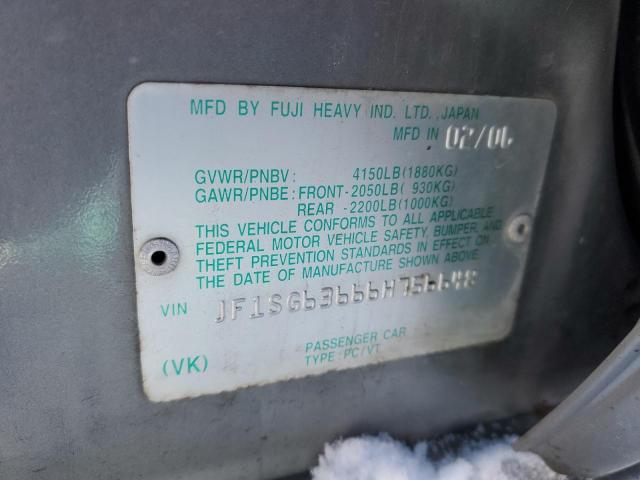 MFD BY FUJI HEAVY IND. LTD. JAPAN
MFD IN 02/06
GVWR/PNBV: 4150LB(1880KG)
GAWR/PNBE: FRONT-2050LB( 930KG)
REAR -2200LB(1000KG)
THIS VEHICLE CONFORMS TO ALL APPLICABLE
FEDERAL MOTOR VEHICLE SAFETY, BUMPER, AND
THEFT PREVENTION STANDARDS IN EFFECT ON
THE DATE OF MANUFACTURE SHOWN ABOVE.
VIN JF1SG63666H756648
PASSENGER CAR
(VK) TYPE: PC/VT